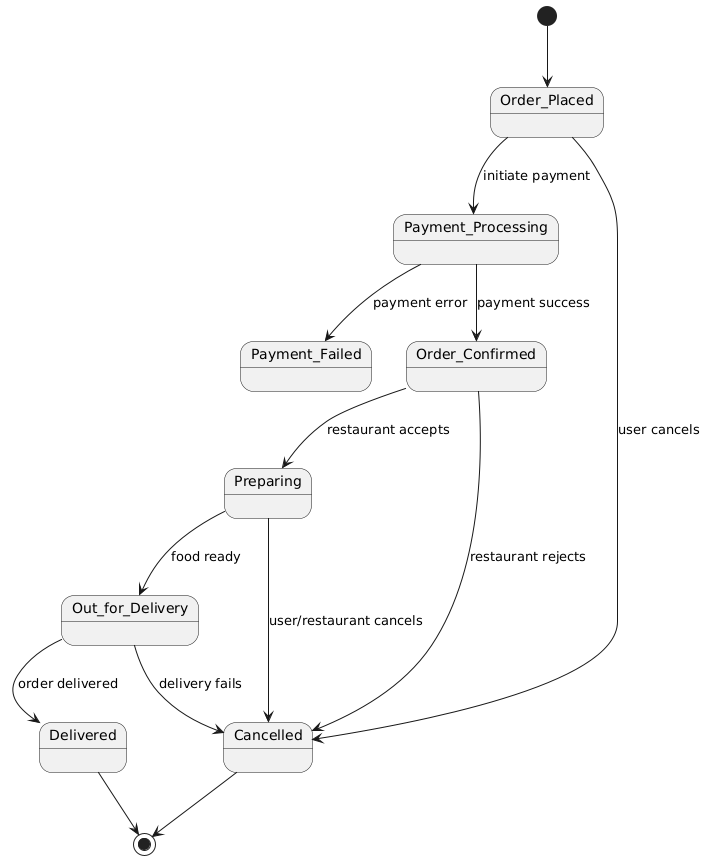 Order_Placed
initiate payment
Payment_Processing
payment error
payment success
Payment_Failed
Order_Confirmed
restaurant accepts
user cancels
Preparing
food ready
restaurant rejects
Out_for_Delivery
user/restaurant cancels
order delivered
delivery fails
Delivered
Cancelled